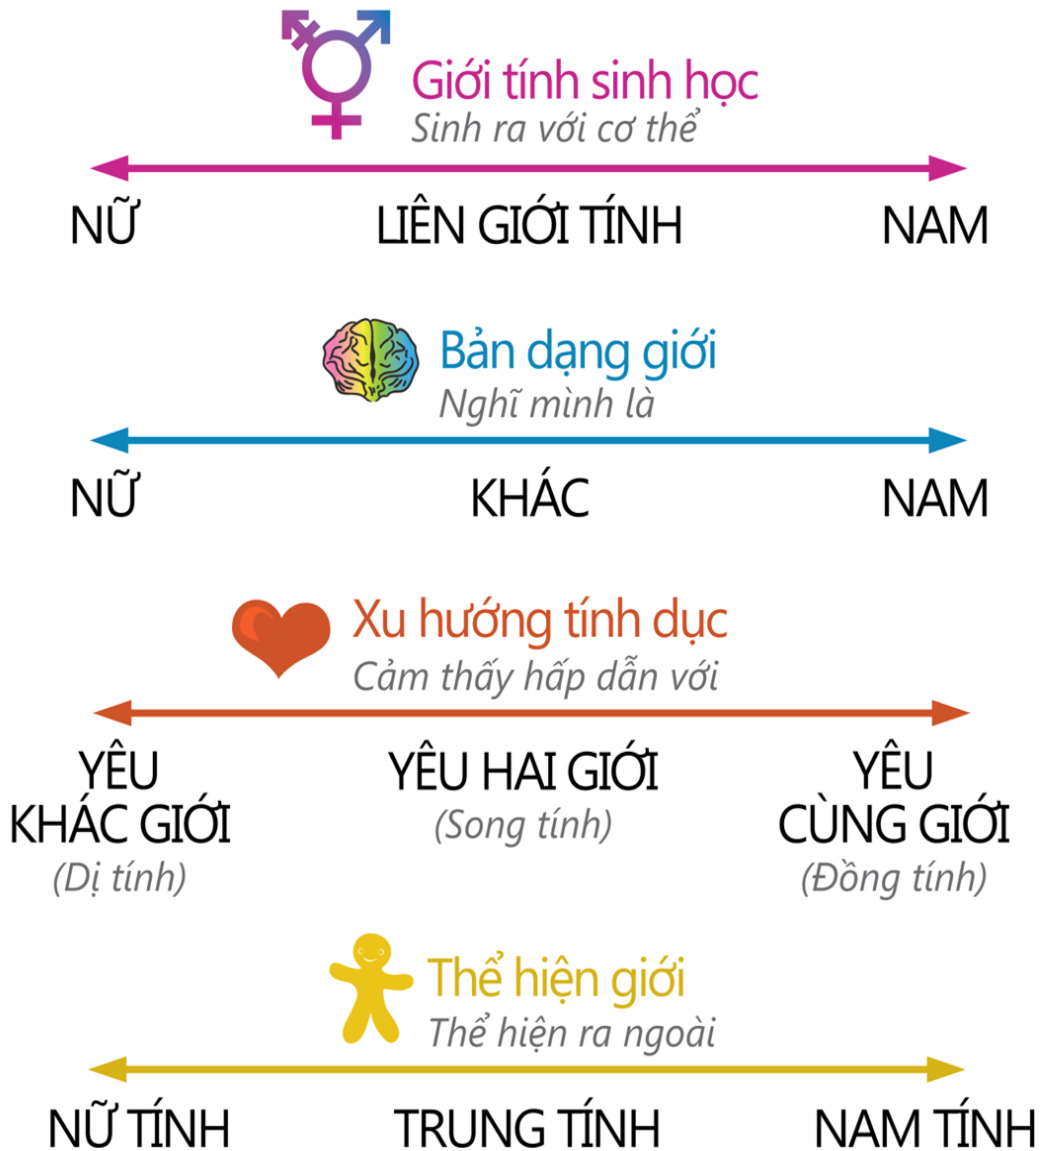 Giới tính sinh học
Sinh ra với cơ thể
NỮ LIÊN GIỚI TÍNH NAM
Bản dạng giới
Nghĩ mình là
NỮ KHÁC NAM
Xu hướng tính dục
Cảm thấy hấp dẫn với
YÊU YÊU HAI GIỚI YÊU
KHÁC GIỚI (Song tính) CÙNG GIỚI
(Dị tính) (Đồng tính)
Thể hiện giới
Thể hiện ra ngoài
NỮ TÍNH TRUNG TÍNH NAM TÍNH